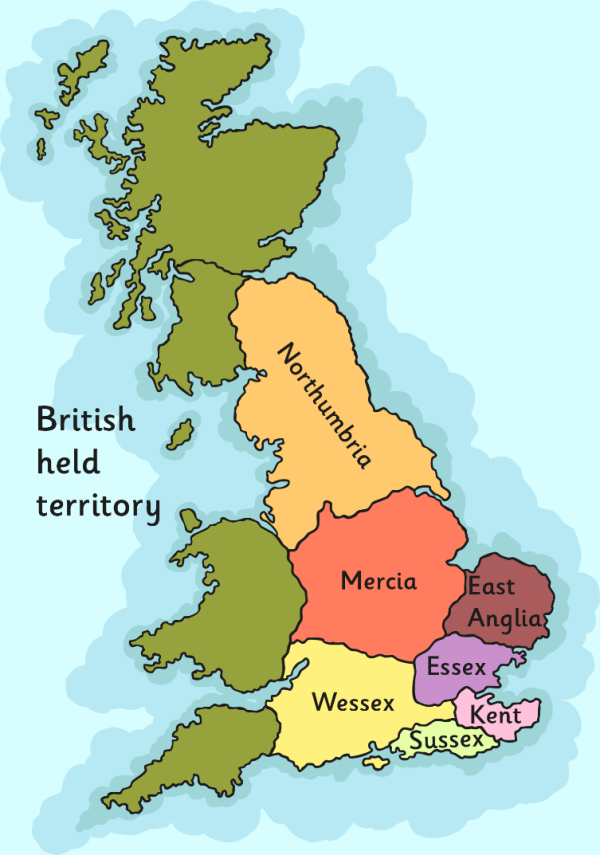 Northumbria
British
held
territory
Mercia
East
Anglia
Essex
Wessex
Kent
Sussex